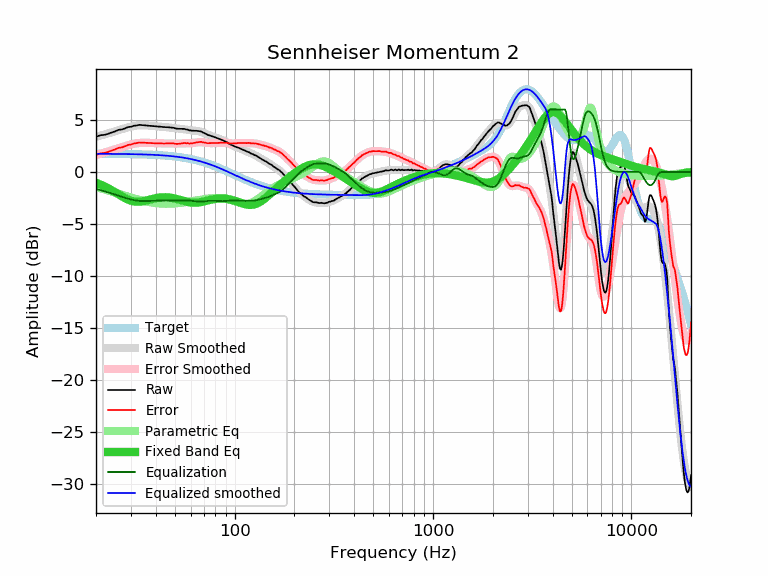 Sennheiser Momentum 2
Amplitude (dBr)
5
0
−5
−10
−15
−20
−25
−30
Target
Raw Smoothed
Error Smoothed
Raw
Error
Parametric Eq
Fixed Band Eq
Equalization
Equalized smoothed
100 1000 10000
Frequency (Hz)